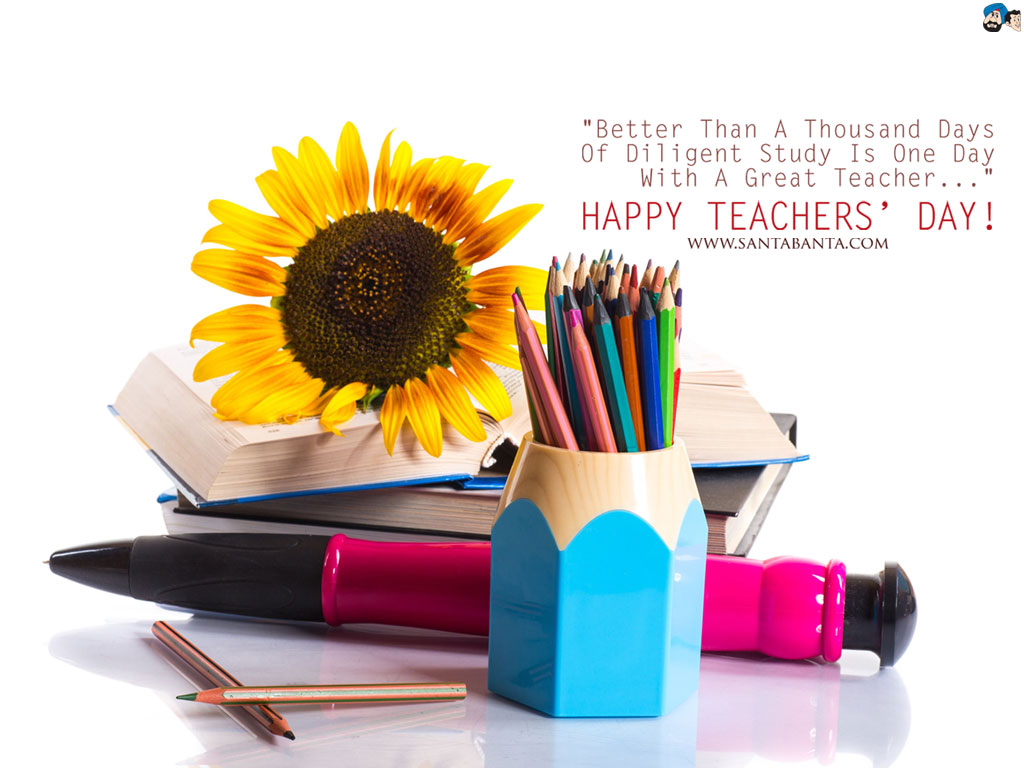 "Better Than A Thousand Days
Of Diligent Study Is One Day
With A Great Teacher..."
HAPPY TEACHERS' DAY!
WWW.SANTABANTA.COM